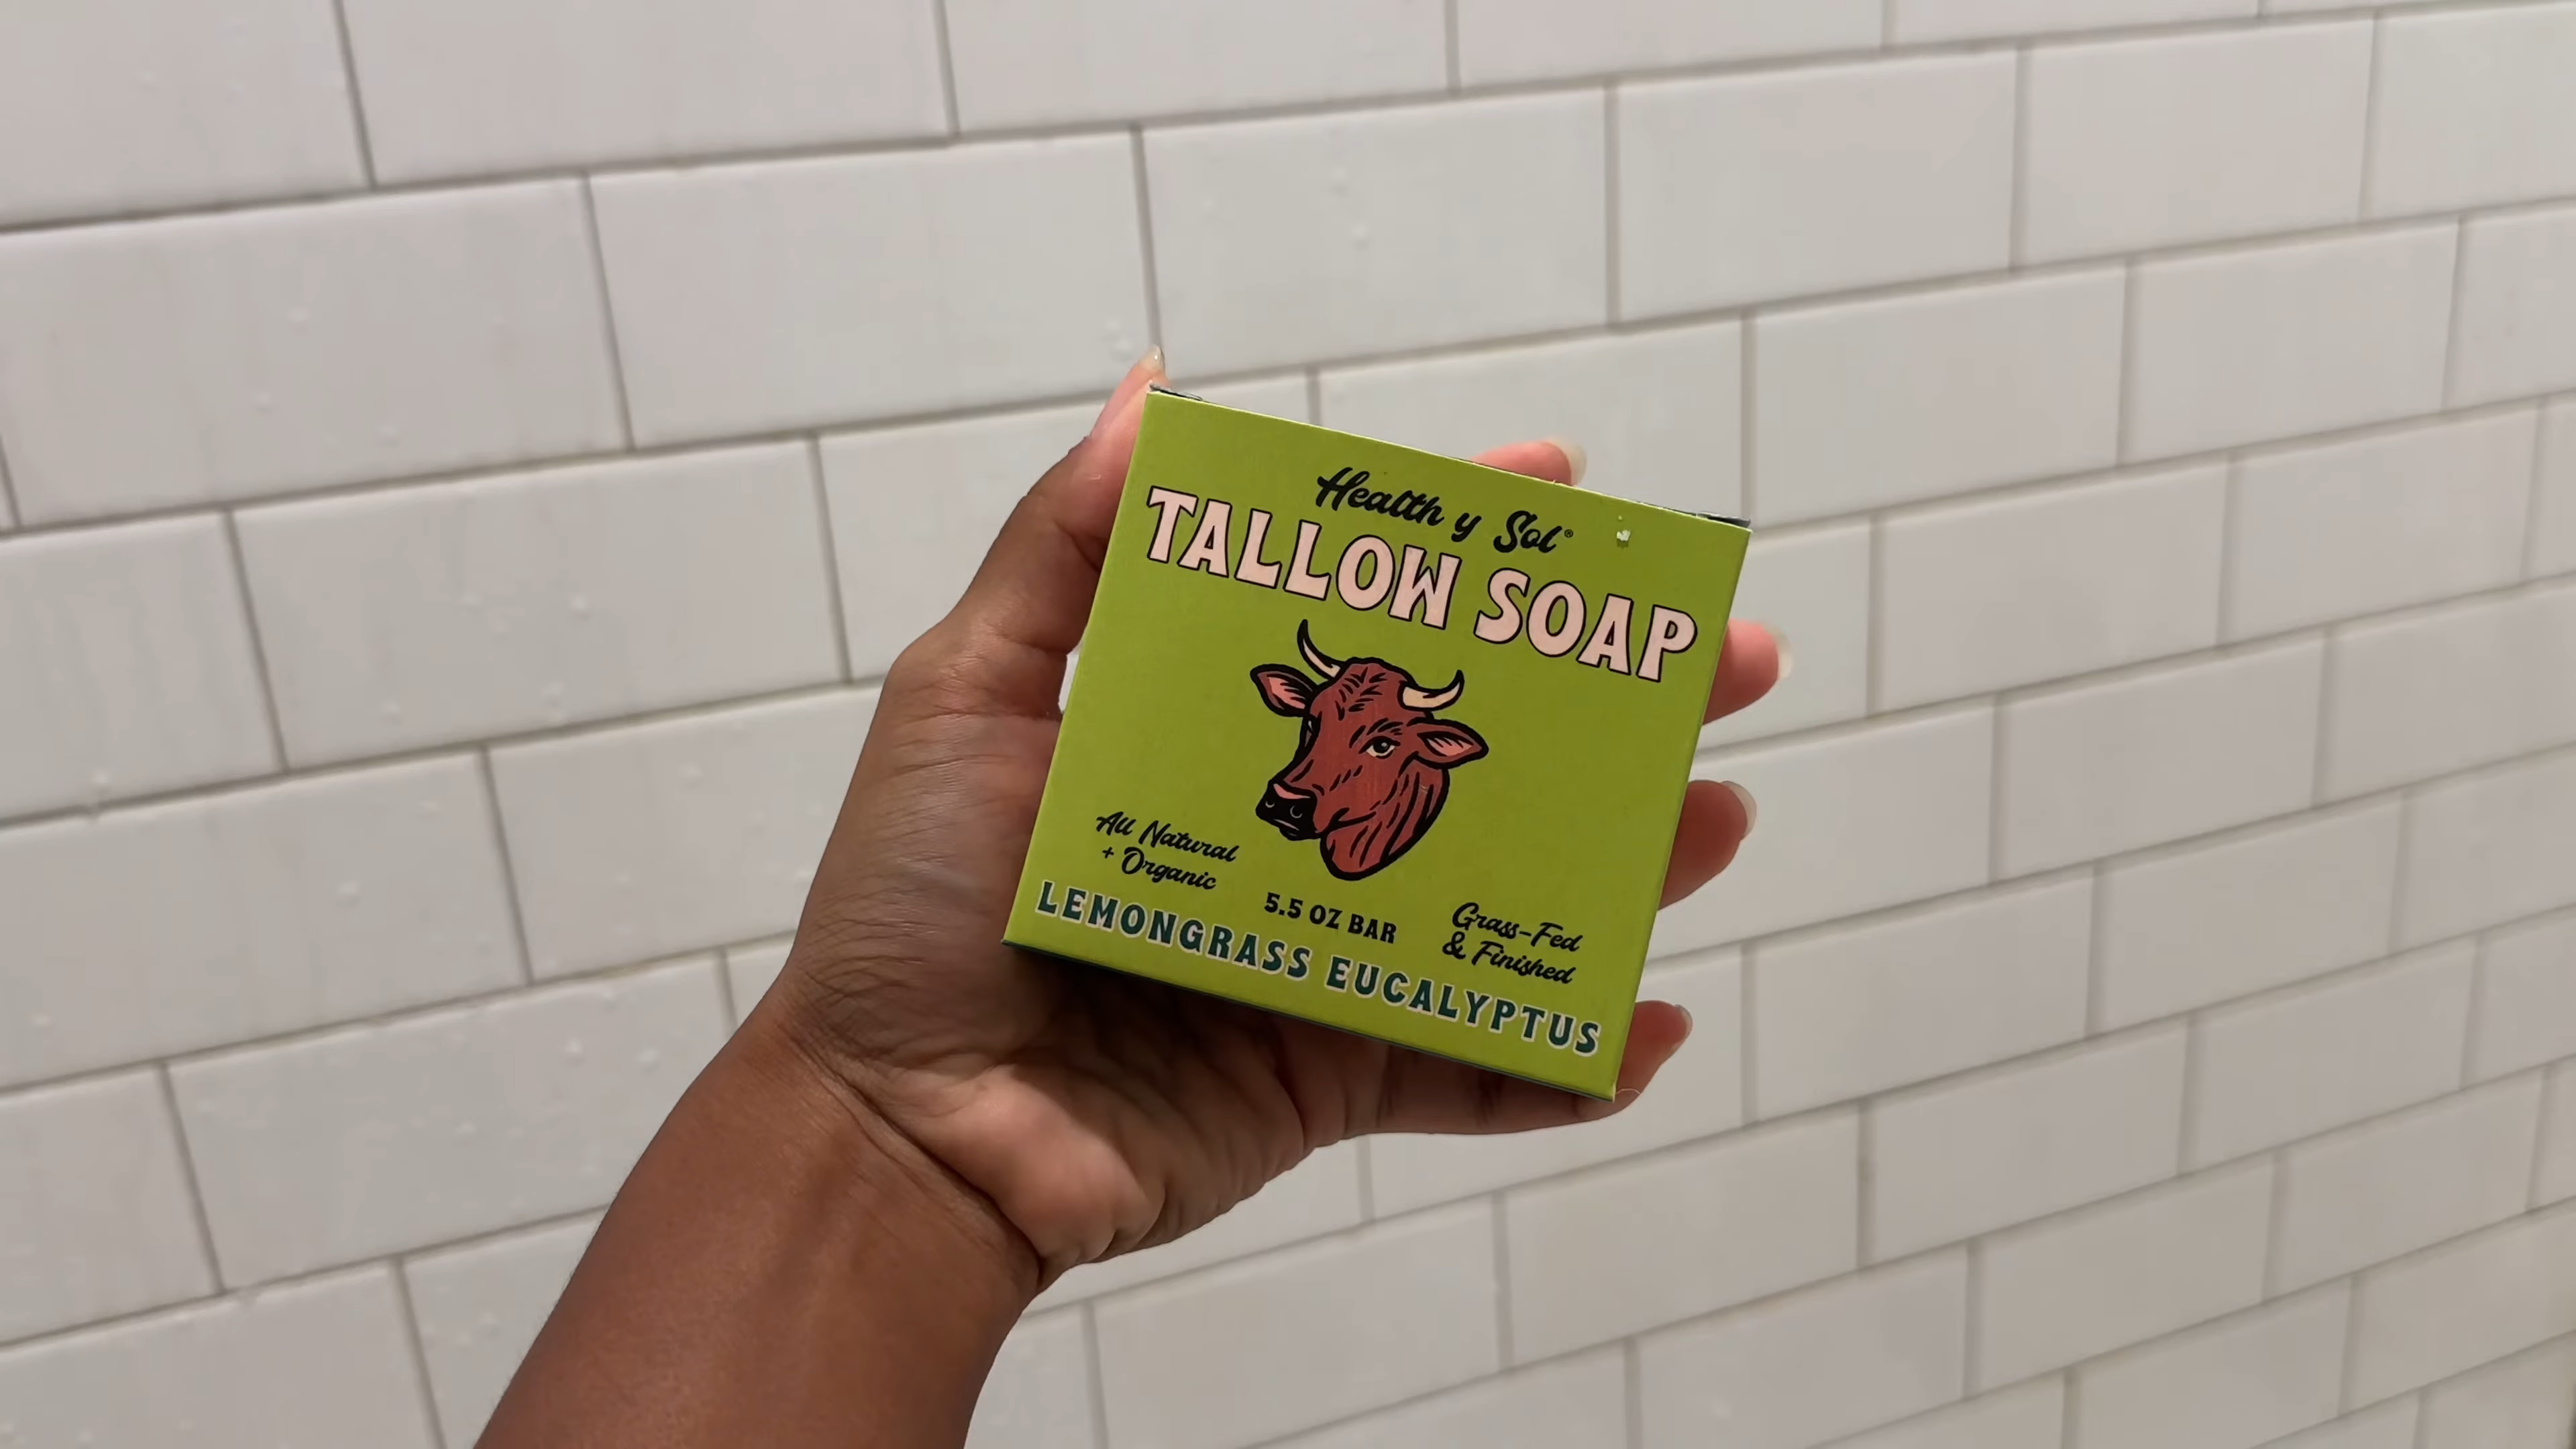 Health y Sol®
TALLOW SOAP
All Natural
+ Organic
5.5 OZ BAR
Grass-Fed
& Finished
LEMONGRASS EUCALYPTUS